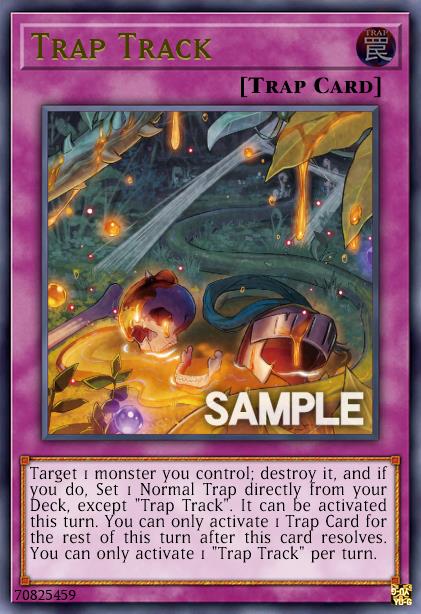 Trap Track
TRAP
罠
[Trap Card]
SAMPLE
Target 1 monster you control; destroy it, and if
you do, Set 1 Normal Trap directly from your
Deck, except "Trap Track". It can be activated
this turn. You can only activate 1 Trap Card for
the rest of this turn after this card resolves.
You can only activate 1 "Trap Track" per turn.
70825459